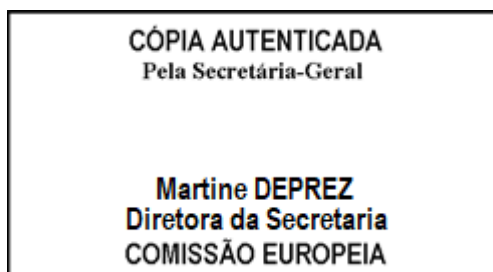 CÓPIA AUTENTICADA
Pela Secretária-Geral
Martine DEPREZ
Diretora da Secretaria
COMISSÃO EUROPEIA